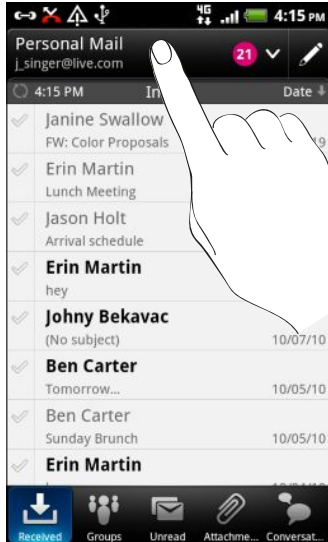 4G 4:15 PM
Personal Mail
j_singer@live.com
21
4:15 PM In Date
Janine Swallow
FW: Color Proposals
Erin Martin
Lunch Meeting
Jason Holt
Arrival schedule
Erin Martin
hey
Johny Bekavac
(No subject) 10/07/10
Ben Carter
Tomorrow... 10/05/10
Ben Carter
Sunday Brunch 10/05/10
Erin Martin
Received Groups Unread Attachme... Conversat...